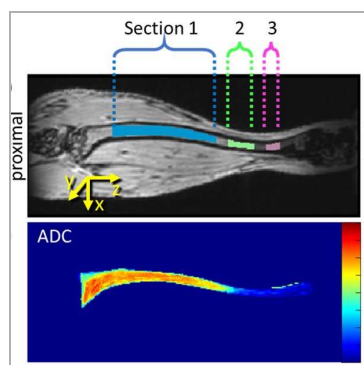 Section 1 2 3
proximal
y z
x
ADC